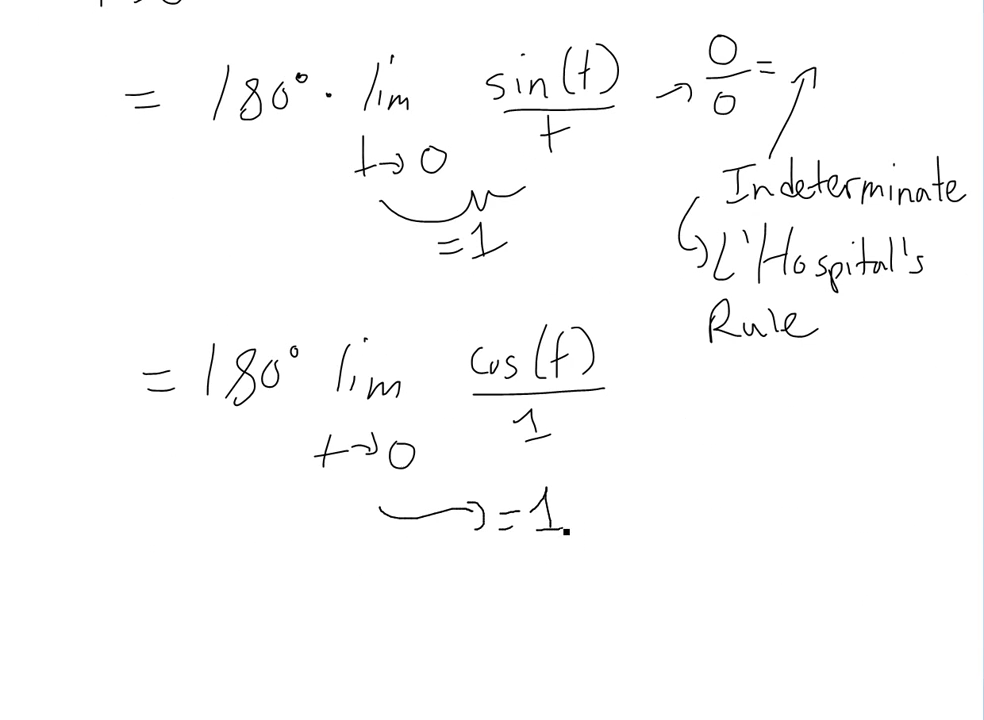 = 180° · lim sin(t)/t → 0/0 =
t→0
= 1
Indeterminate
L'Hospital's
Rule
= 180° lim cos(t)/1
t→0
= 1.